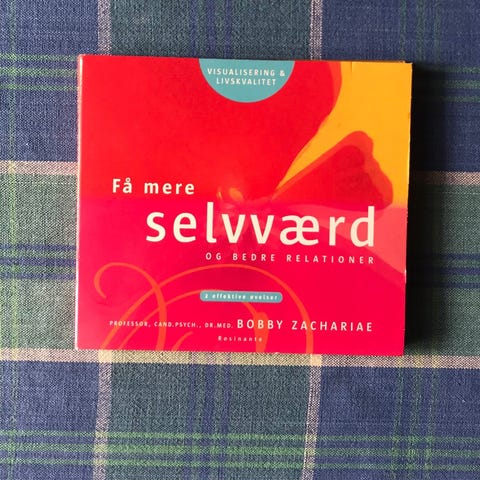 VISUALISERING &
LIVSKVALITET
Få mere
selvværd
OG BEDRE RELATIONER
2 effektive øvelser
PROFESSOR, CAND.PSYCH., DR.MED. BOBBY ZACHARIAE
Rosinante